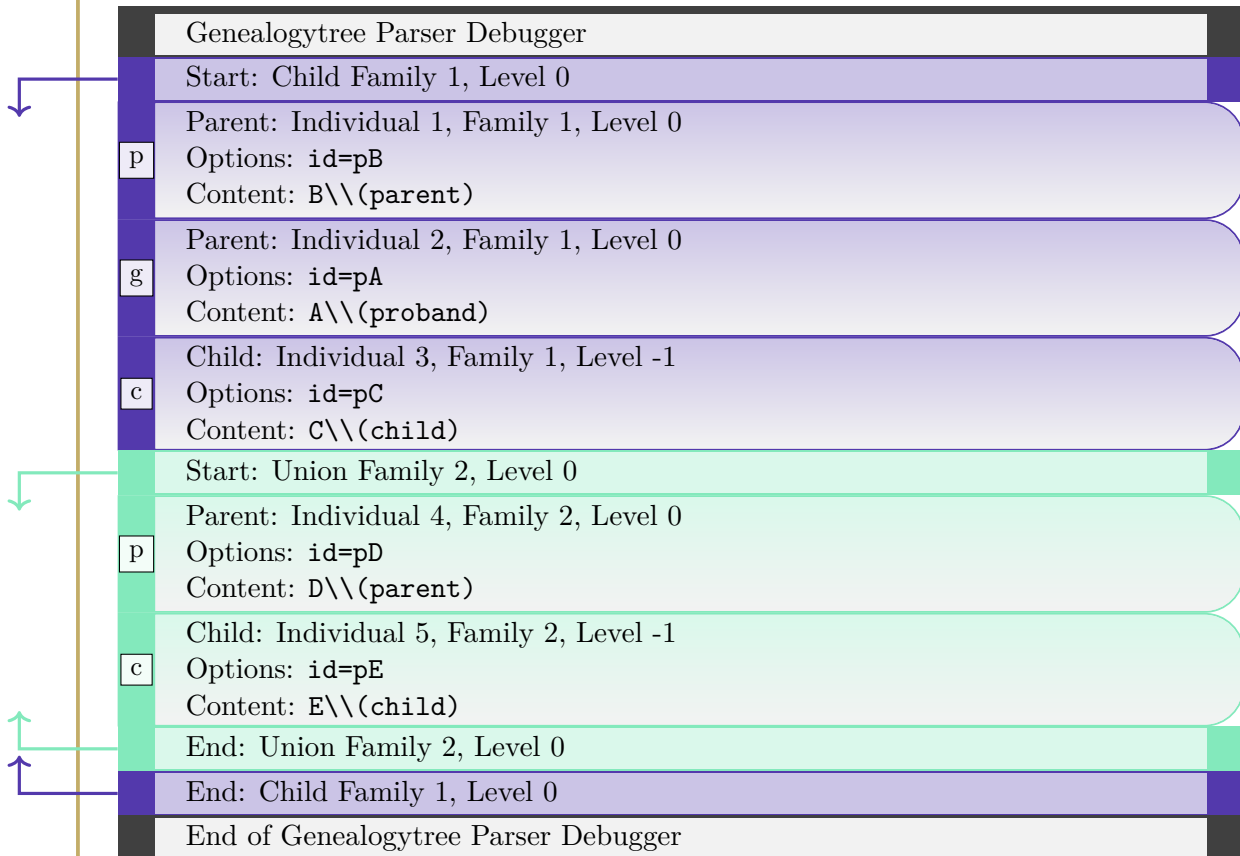 Genealogytree Parser Debugger
Start: Child Family 1, Level 0
Parent: Individual 1, Family 1, Level 0
p
Options: id=pB
Content: B\\(parent)
Parent: Individual 2, Family 1, Level 0
g
Options: id=pA
Content: A\\(proband)
Child: Individual 3, Family 1, Level -1
c
Options: id=pC
Content: C\\(child)
Start: Union Family 2, Level 0
Parent: Individual 4, Family 2, Level 0
p
Options: id=pD
Content: D\\(parent)
Child: Individual 5, Family 2, Level -1
c
Options: id=pE
Content: E\\(child)
End: Union Family 2, Level 0
End: Child Family 1, Level 0
End of Genealogytree Parser Debugger